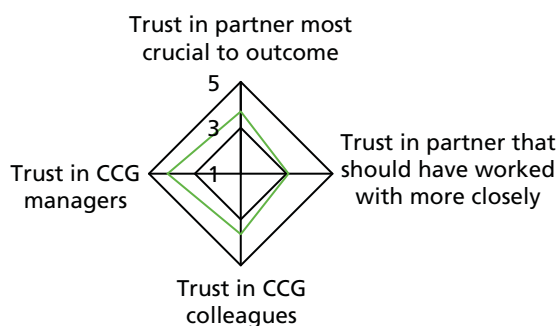 Trust in partner most
crucial to outcome
5
3
1
Trust in partner that
should have worked
with more closely
Trust in CCG
managers
Trust in CCG
colleagues